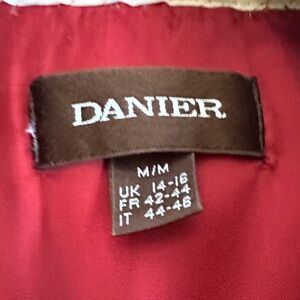 DANIER
M/M
UK 14-16
FR 42-44
IT 44-46